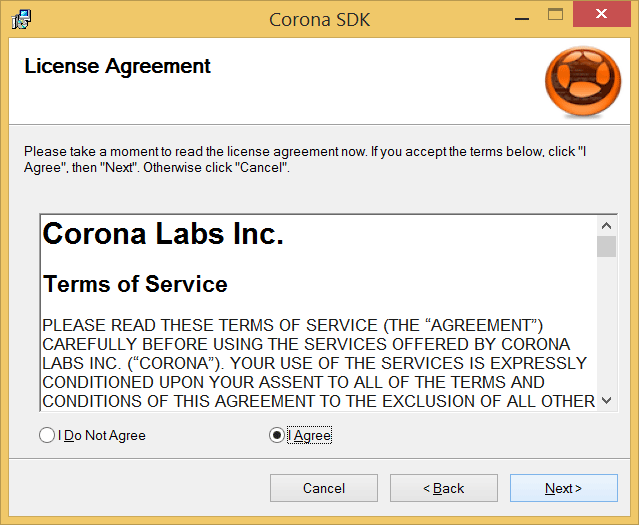 Corona SDK
License Agreement
Please take a moment to read the license agreement now. If you accept the terms below, click "I
Agree", then "Next". Otherwise click "Cancel".
Corona Labs Inc.
Terms of Service
PLEASE READ THESE TERMS OF SERVICE (THE “AGREEMENT”)
CAREFULLY BEFORE USING THE SERVICES OFFERED BY CORONA
LABS INC. (“CORONA”). YOUR USE OF THE SERVICES IS EXPRESSLY
CONDITIONED UPON YOUR ASSENT TO ALL OF THE TERMS AND
CONDITIONS OF THIS AGREEMENT TO THE EXCLUSION OF ALL OTHER
I Do Not Agree
I Agree
Cancel
< Back
Next >